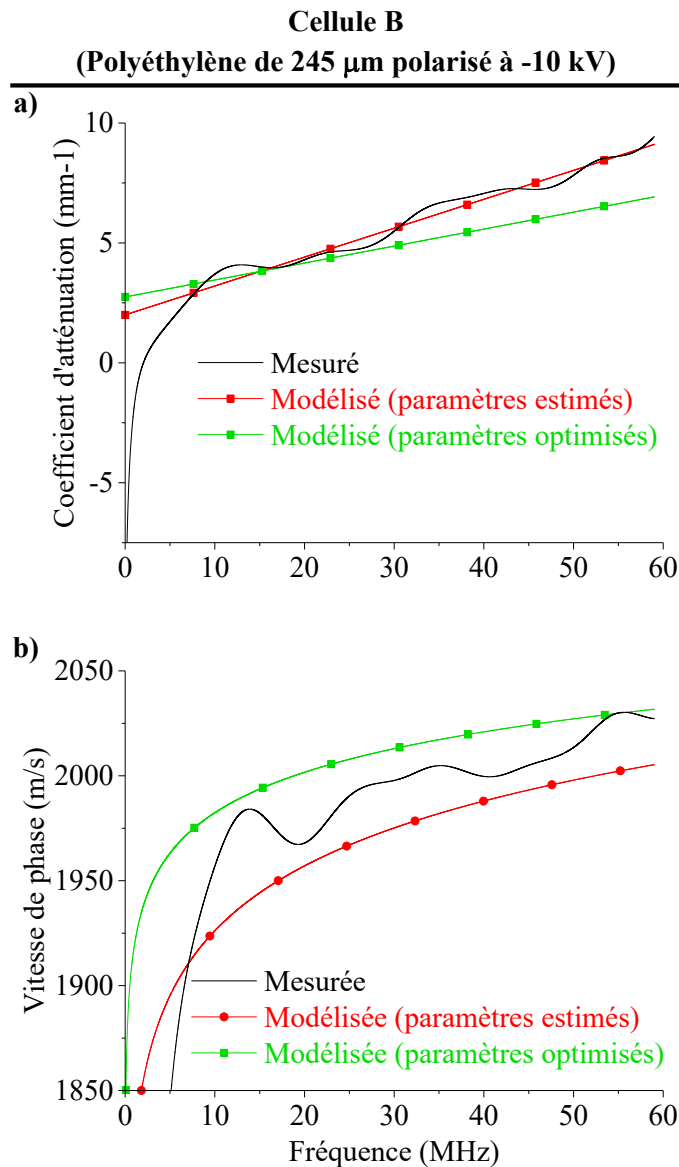 Cellule B
(Polyéthylène de 245 µm polarisé à -10 kV)
a)
Coefficient d'atténuation (mm-1)
10
5
0
-5
Mesuré
Modélisé (paramètres estimés)
Modélisé (paramètres optimisés)
0 10 20 30 40 50 60
b)
Vitesse de phase (m/s)
2050
2000
1950
1900
1850
Mesurée
Modélisée (paramètres estimés)
Modélisée (paramètres optimisés)
0 10 20 30 40 50 60
Fréquence (MHz)